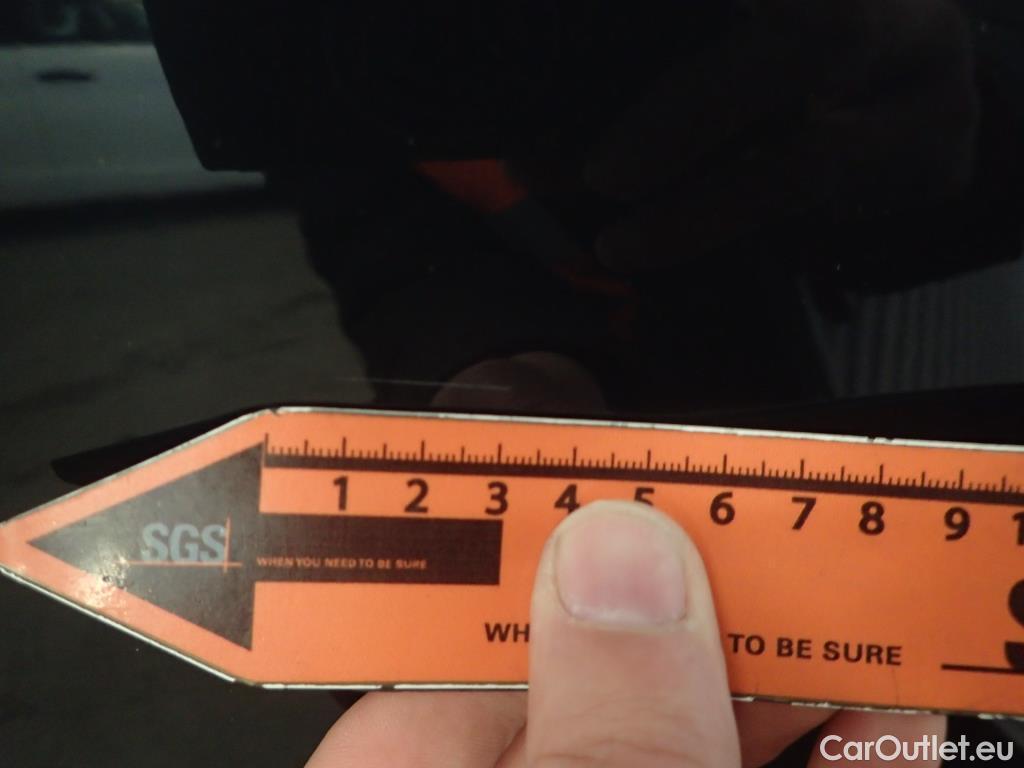 1 2 3 4 5 6 7 8 9
SGS
WHEN YOU NEED TO BE SURE
TO BE SURE
CarOutlet.eu